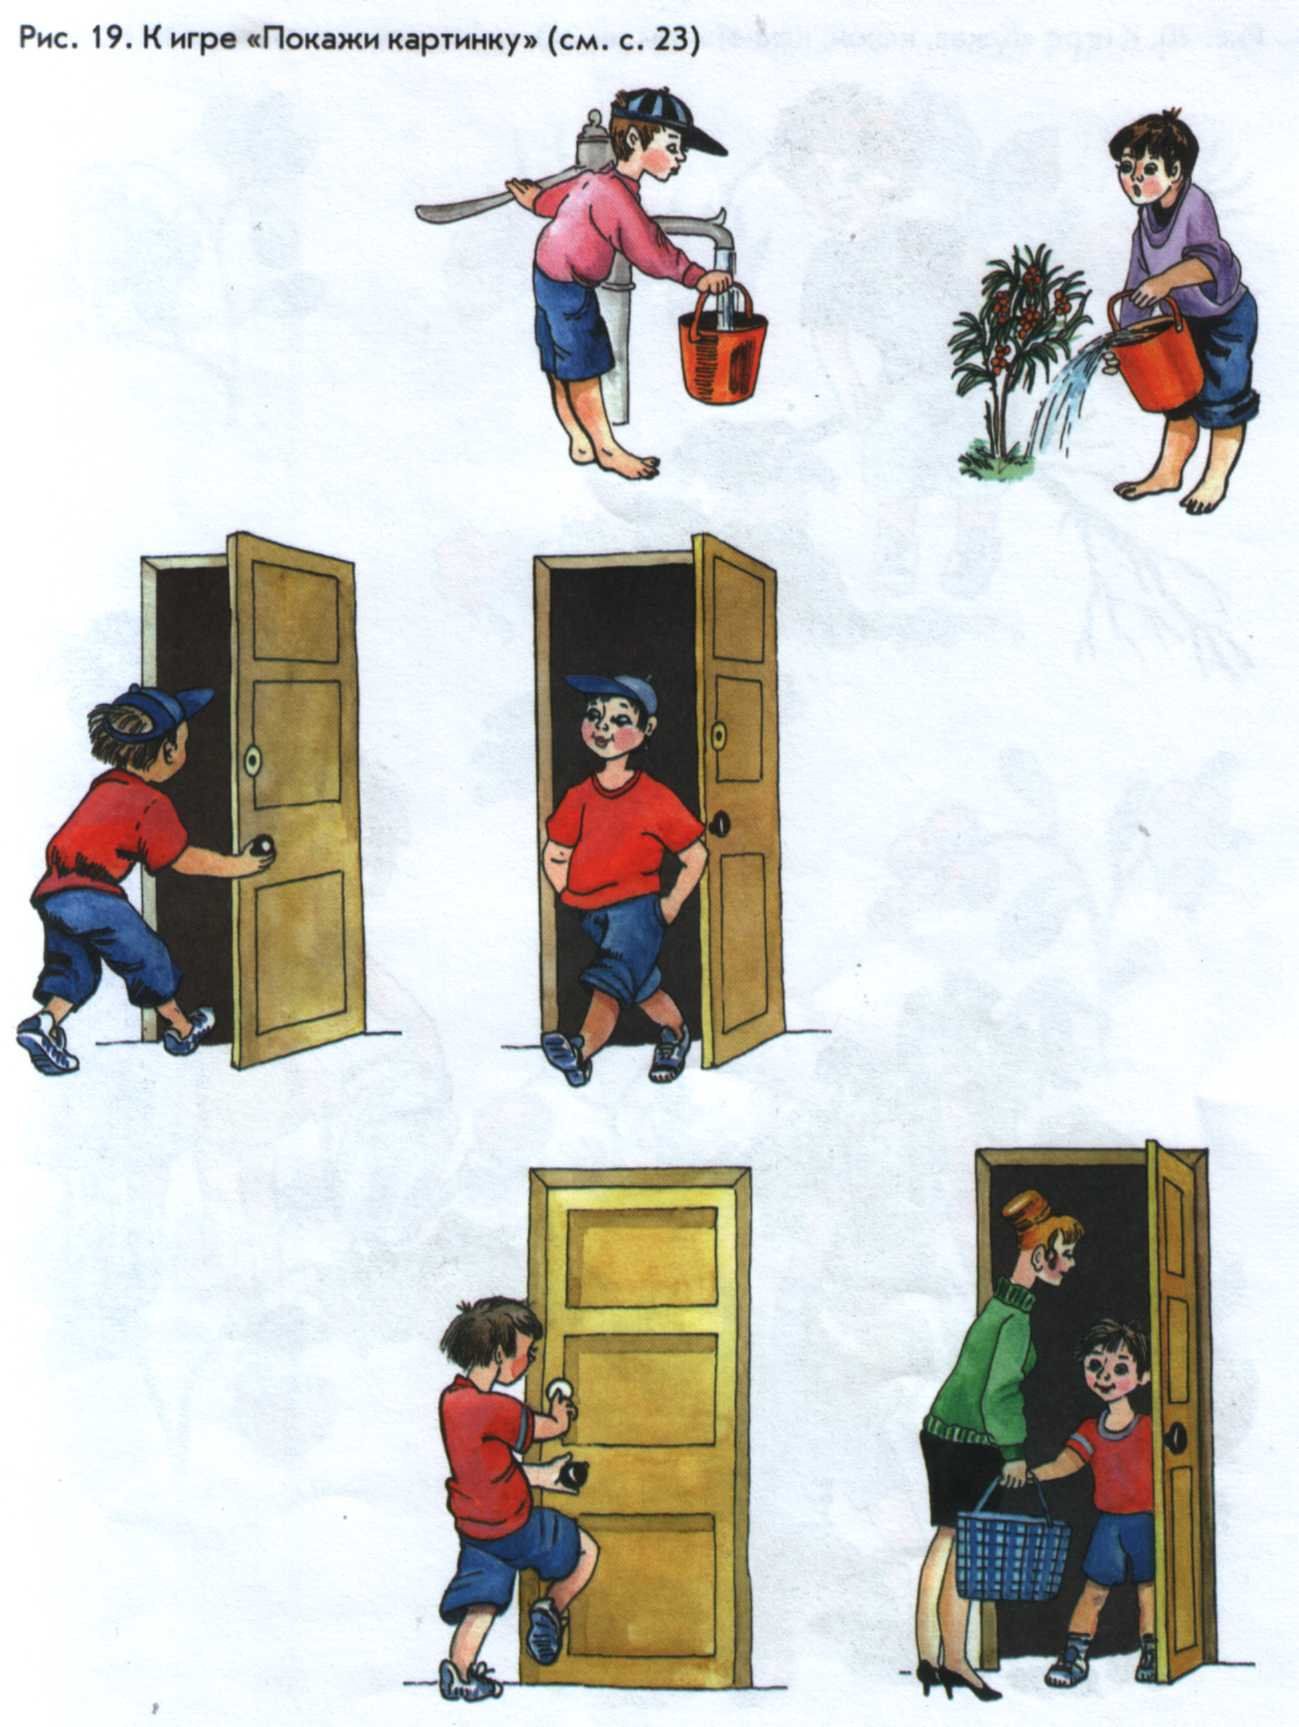 Рис. 19. К игре «Покажи картинку» (см. с. 23)